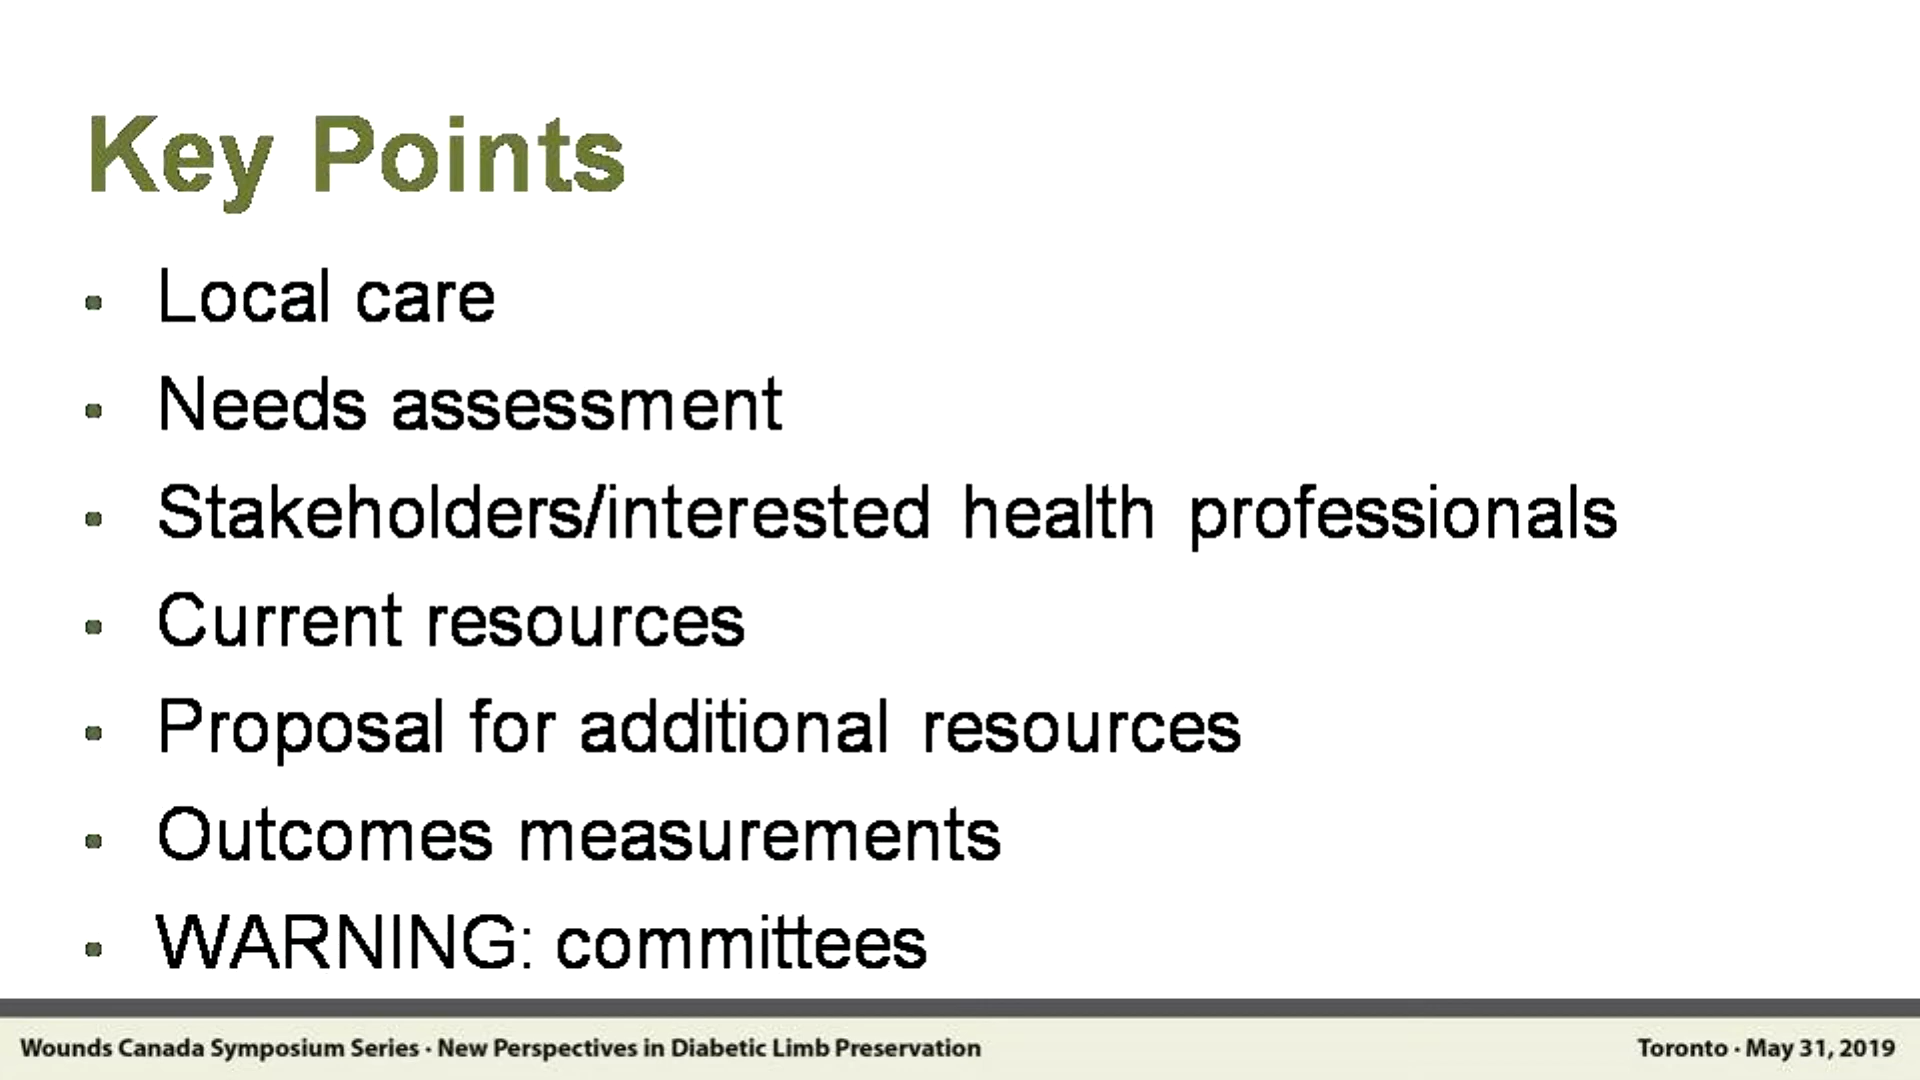 Key Points
▪ Local care
▪ Needs assessment
▪ Stakeholders/interested health professionals
▪ Current resources
▪ Proposal for additional resources
▪ Outcomes measurements
▪ WARNING: committees
Wounds Canada Symposium Series · New Perspectives in Diabetic Limb Preservation
Toronto · May 31, 2019